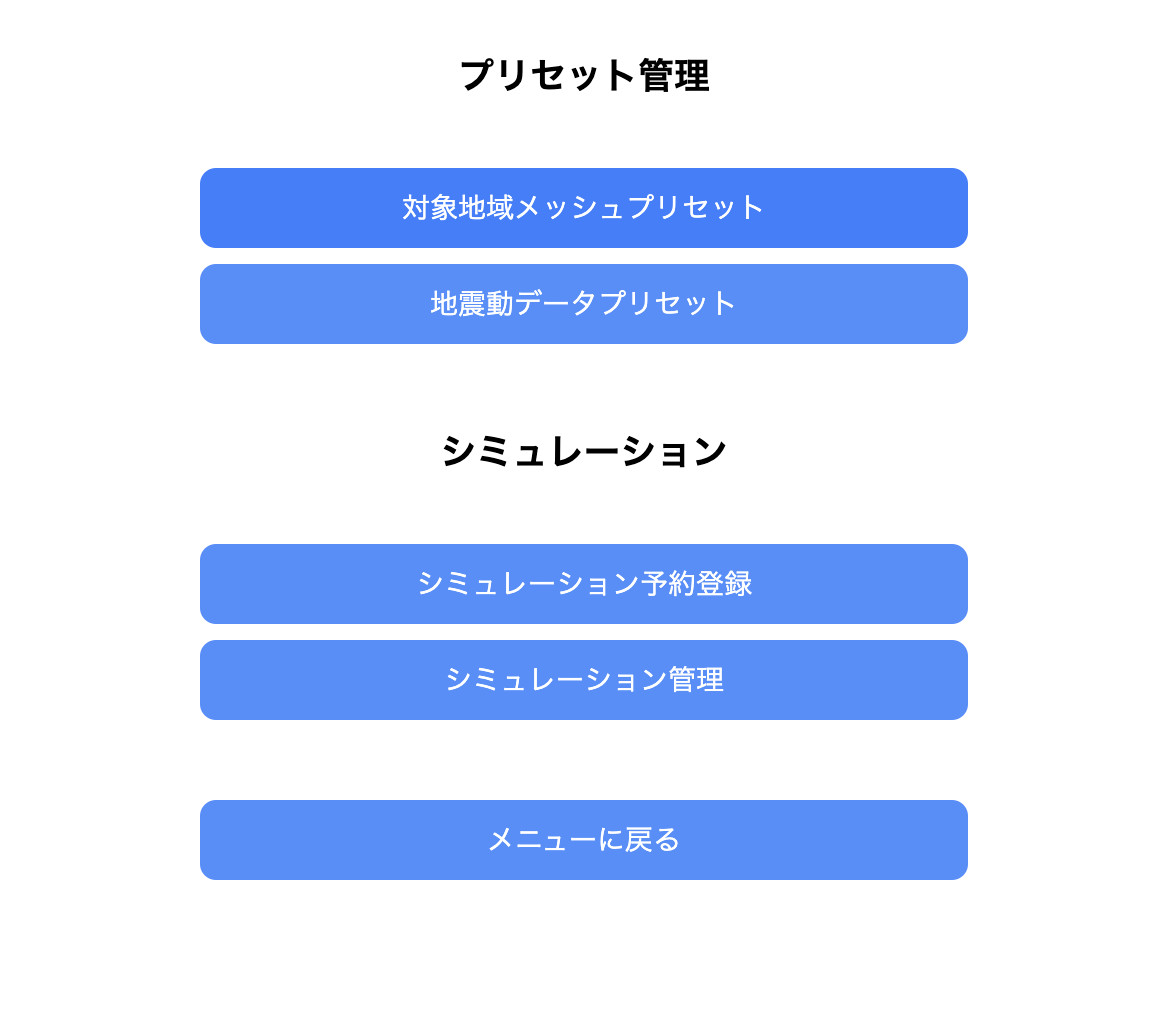 プリセット管理
対象地域メッシュプリセット
地震動データプリセット
シミュレーション
シミュレーション予約登録
シミュレーション管理
メニューに戻る